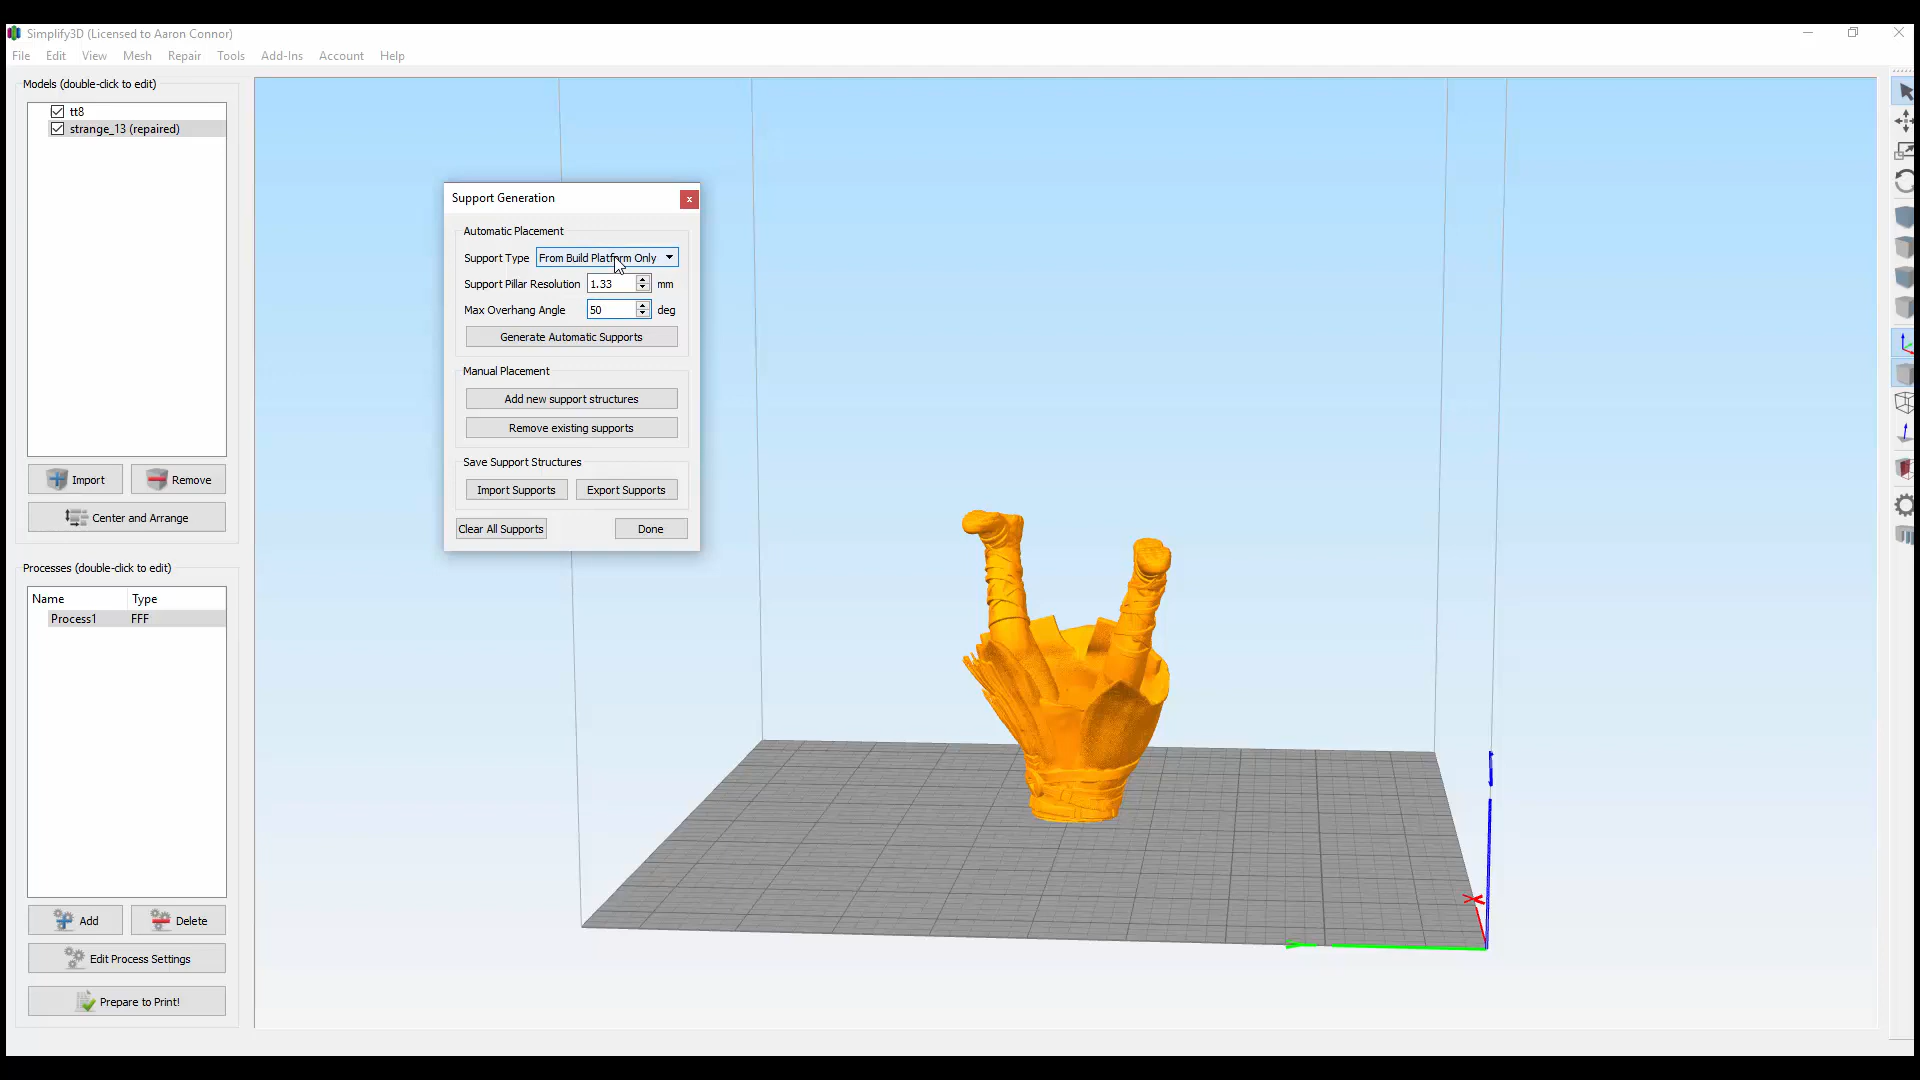 Simplify3D (Licensed to Aaron Connor)
File Edit View Mesh Repair Tools Add-Ins Account Help
Models (double-click to edit)
tt8
strange_13 (repaired)
Import Remove
Center and Arrange
Processes (double-click to edit)
Name Type
Process1 FFF
Add Delete
Edit Process Settings
Prepare to Print!
Support Generation
x
Automatic Placement
Support Type From Build Platform Only
Support Pillar Resolution 1.33 mm
Max Overhang Angle 50 deg
Generate Automatic Supports
Manual Placement
Add new support structures
Remove existing supports
Save Support Structures
Import Supports Export Supports
Clear All Supports Done